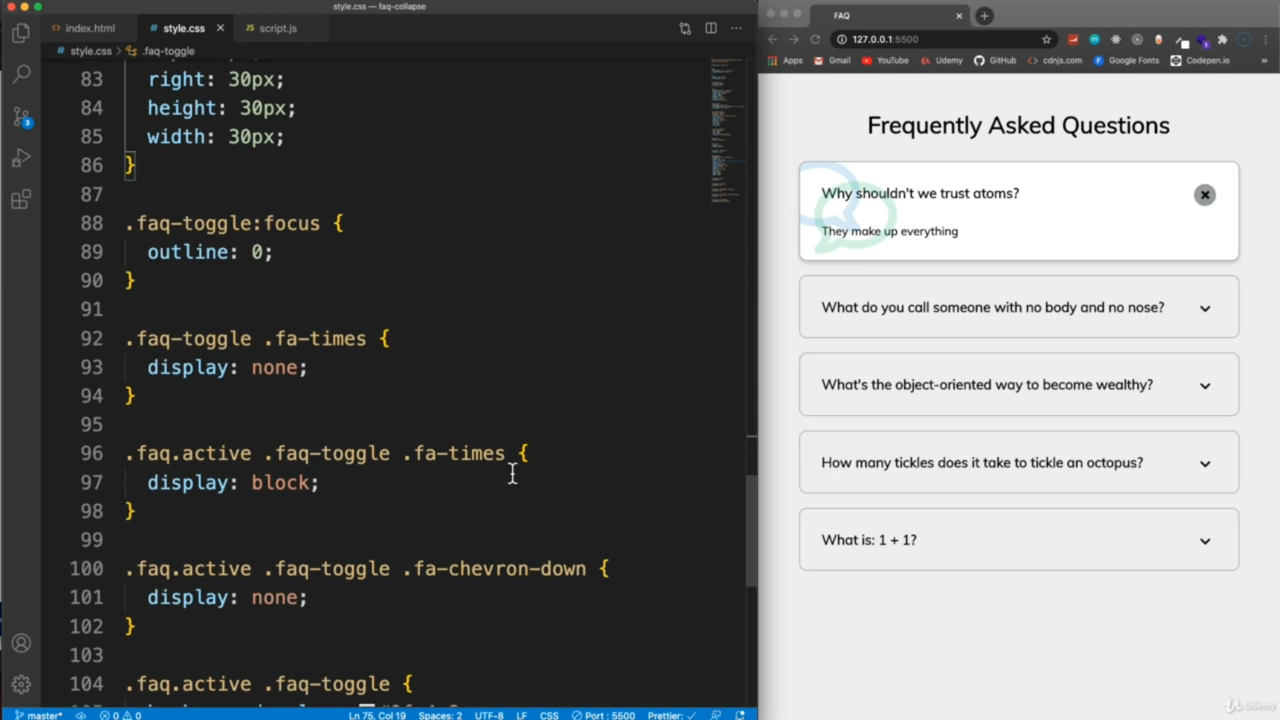 style.css — faq-collapse
index.html
style.css
script.js
style.css > .faq-toggle
83 right: 30px;
84 height: 30px;
85 width: 30px;
86 }
87
88 .faq-toggle:focus {
89 outline: 0;
90 }
91
92 .faq-toggle .fa-times {
93 display: none;
94 }
95
96 .faq.active .faq-toggle .fa-times {
97 display: block;
98 }
99
100 .faq.active .faq-toggle .fa-chevron-down {
101 display: none;
102 }
103
104 .faq.active .faq-toggle {
3
master*
0 0
Ln 75, Col 19
Spaces: 2
UTF-8
LF
CSS
Port : 5500
Prettier: ✓
FAQ
127.0.0.1:5500
1
Apps
Gmail
YouTube
Udemy
GitHub
cdnjs.com
Google Fonts
Codepen.io
»
Frequently Asked Questions
Why shouldn't we trust atoms?
They make up everything
What do you call someone with no body and no nose?
What's the object-oriented way to become wealthy?
How many tickles does it take to tickle an octopus?
What is: 1 + 1?
Udemy